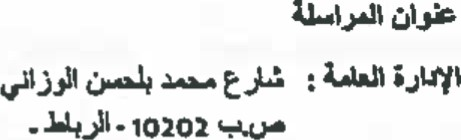 عنوان المراسلة
الإدارة العامة : شارع محمد بلحسن الوزاني
ص.ب 10202 - الرباط .